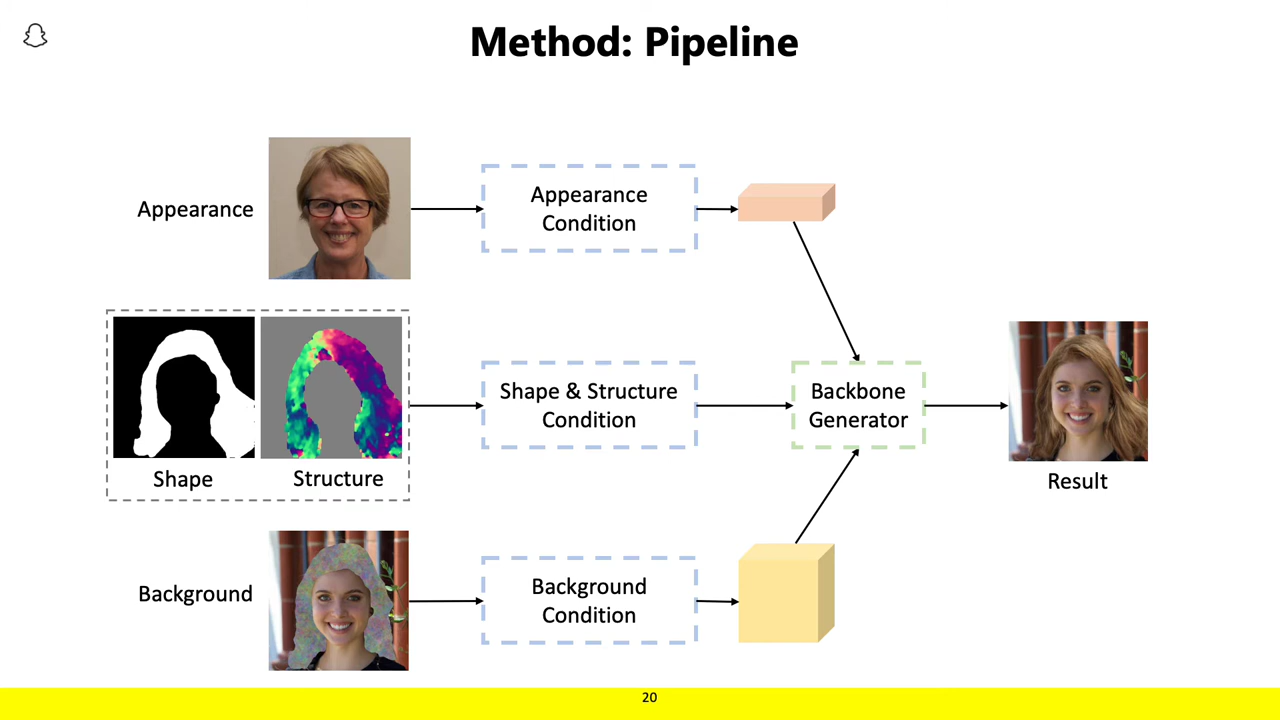 Method: Pipeline
Appearance
Appearance
Condition
Shape
Structure
Shape & Structure
Condition
Backbone
Generator
Result
Background
Background
Condition
20